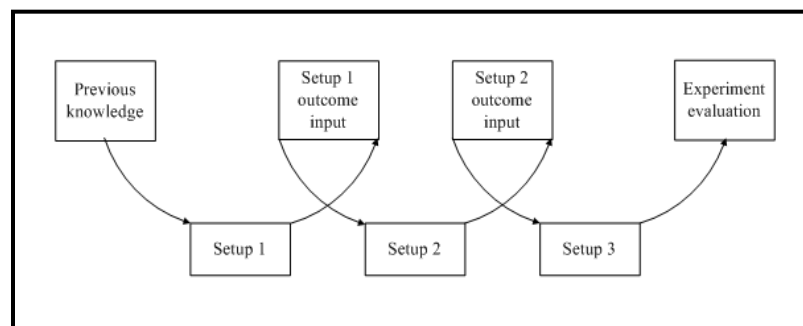 Previous
knowledge
Setup 1
outcome
input
Setup 2
outcome
input
Experiment
evaluation
Setup 1
Setup 2
Setup 3